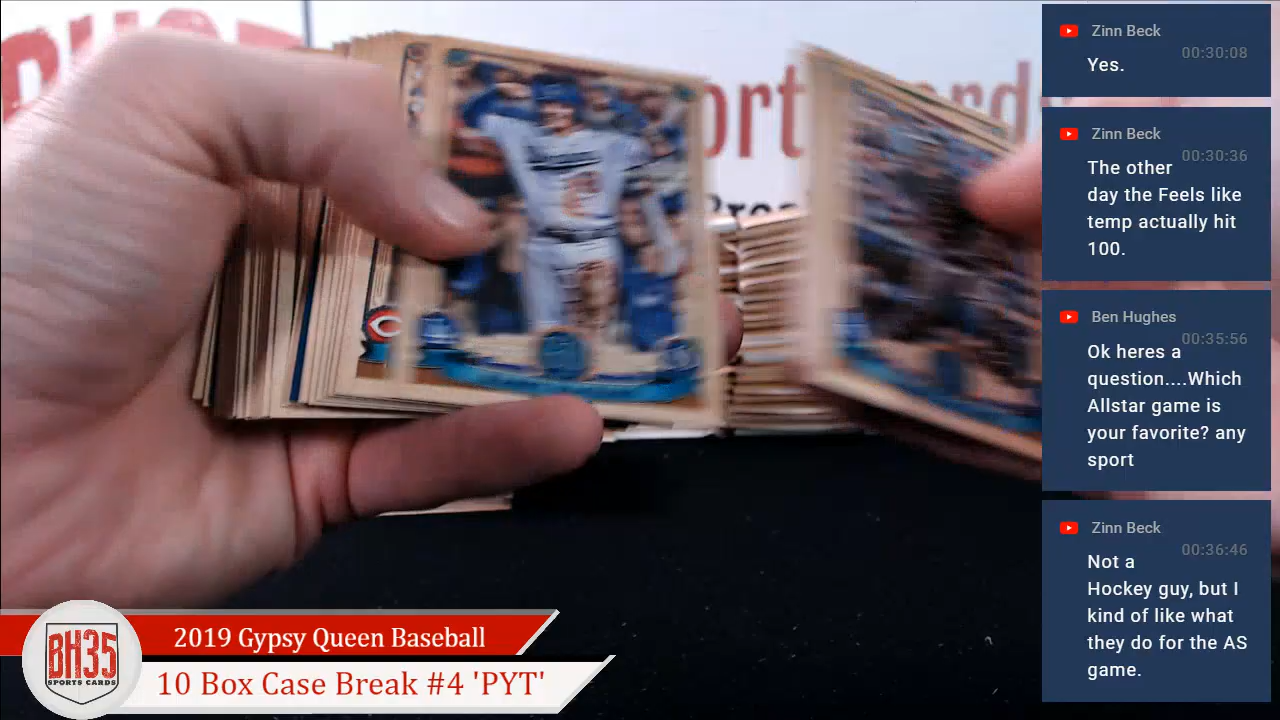 Zinn Beck
00:30:08
Yes.
Zinn Beck
00:30:36
The other
day the Feels like
temp actually hit
100.
Ben Hughes
00:35:56
Ok heres a
question....Which
Allstar game is
your favorite? any
sport
Zinn Beck
00:36:46
Not a
Hockey guy, but I
kind of like what
they do for the AS
game.
BH35
SPORTS CARDS
2019 Gypsy Queen Baseball
10 Box Case Break #4 'PYT'